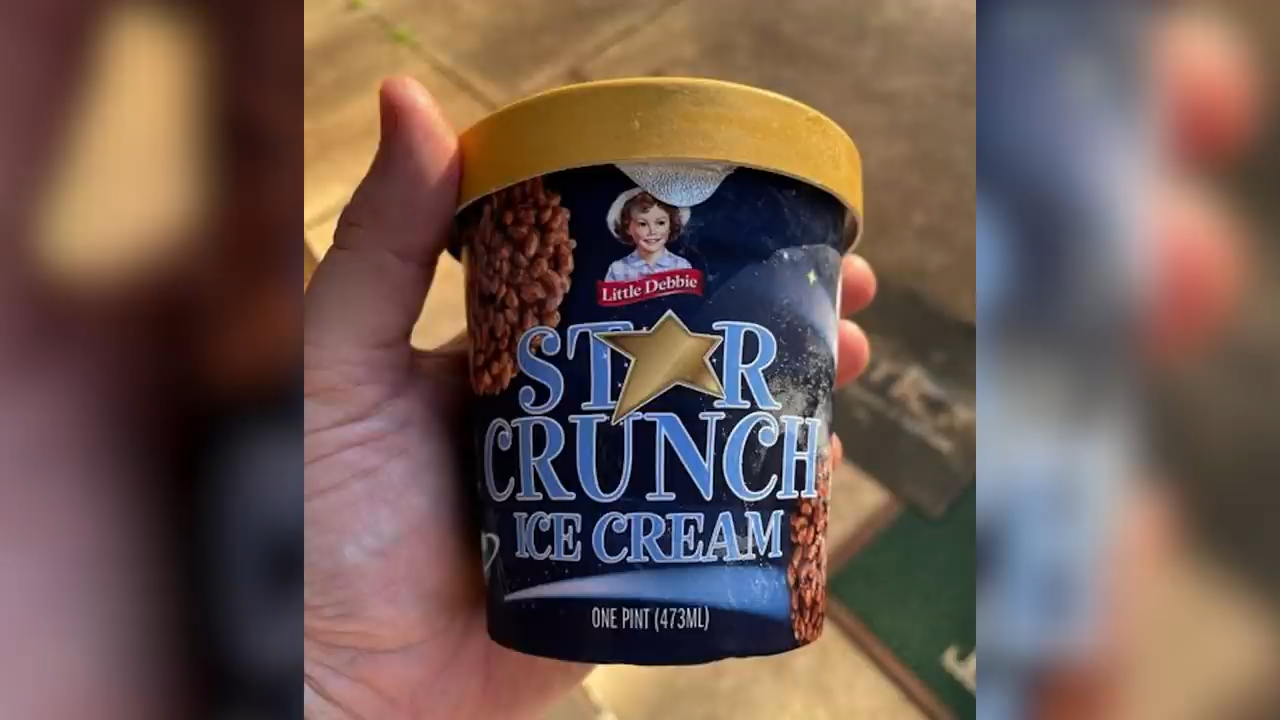 Little Debbie
STAR
CRUNCH
ICE CREAM
ONE PINT (473ML)